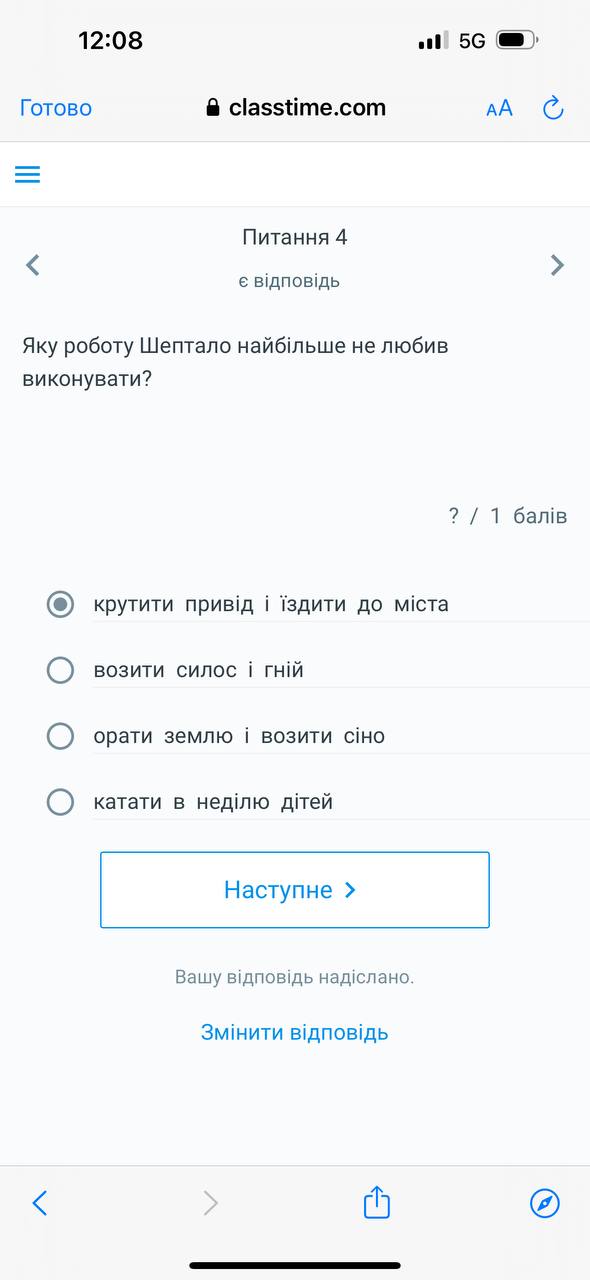 12:08
5G
Готово
classtime.com
AA
Питання 4
є відповідь
Яку роботу Шептало найбільше не любив
виконувати?
? / 1 балів
крутити привід і їздити до міста
возити силос і гній
орати землю і возити сіно
катати в неділю дітей
Наступне
Вашу відповідь надіслано.
Змінити відповідь